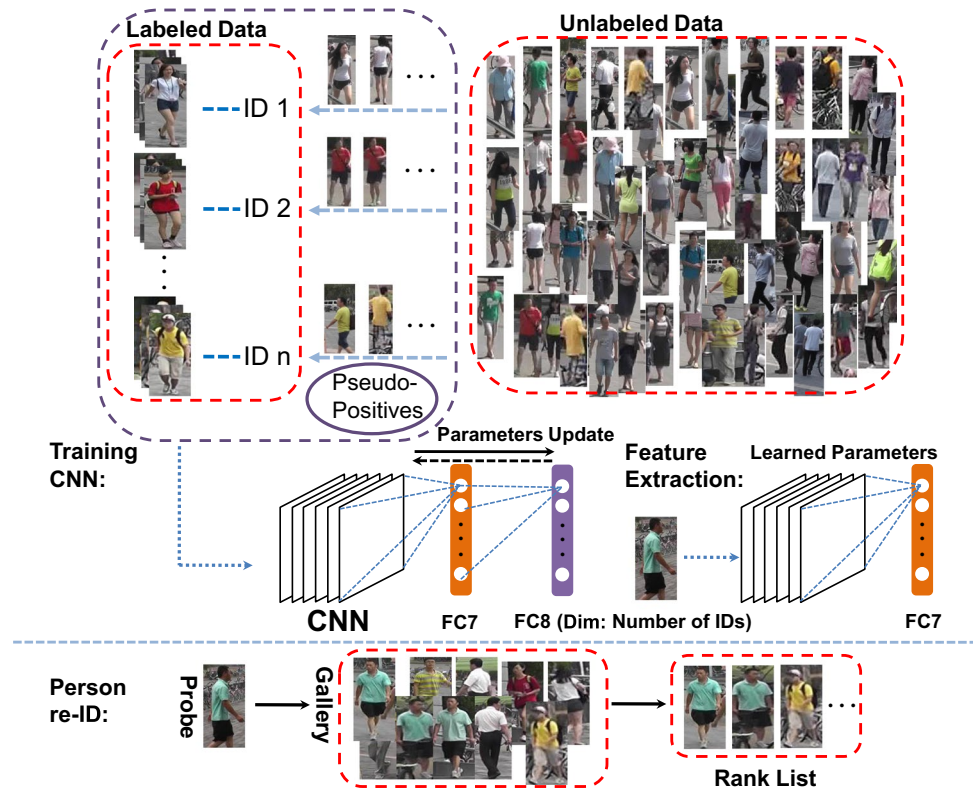 Labeled Data
Unlabeled Data
ID 1
ID 2
ID n
Pseudo-
Positives
Training
CNN:
Parameters Update
Feature
Extraction:
Learned Parameters
CNN
FC7
FC8 (Dim: Number of IDs)
FC7
Person
re-ID:
Probe
Gallery
Rank List